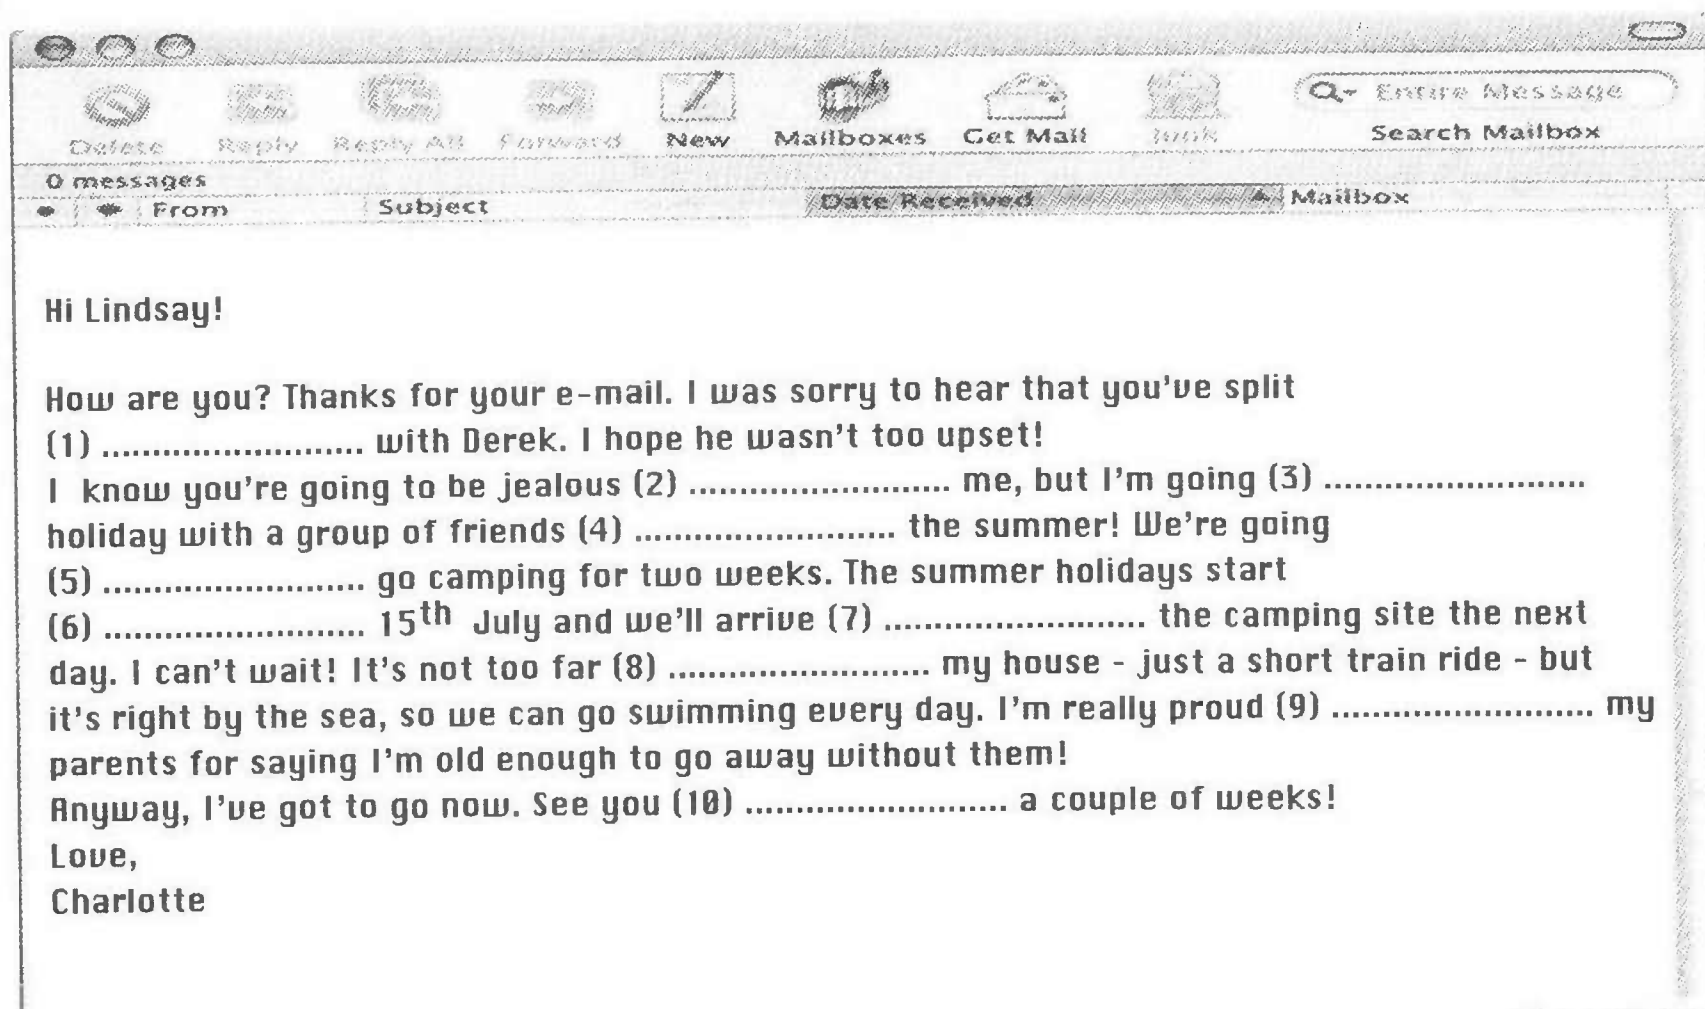 Delete Reply Reply All Forward New Mailboxes Get Mail Junk Entire Message
Search Mailbox
0 messages
From Subject Date Received Mailbox
Hi Lindsay!
How are you? Thanks for your e-mail. I was sorry to hear that you've split
(1) .......................... with Derek. I hope he wasn't too upset!
I know you're going to be jealous (2) .......................... me, but I'm going (3) ..........................
holiday with a group of friends (4) .......................... the summer! We're going
(5) .......................... go camping for two weeks. The summer holidays start
(6) .......................... 15th July and we'll arrive (7) .......................... the camping site the next
day. I can't wait! It's not too far (8) .......................... my house - just a short train ride - but
it's right by the sea, so we can go swimming every day. I'm really proud (9) .......................... my
parents for saying I'm old enough to go away without them!
Anyway, I've got to go now. See you (10) .......................... a couple of weeks!
Love,
Charlotte